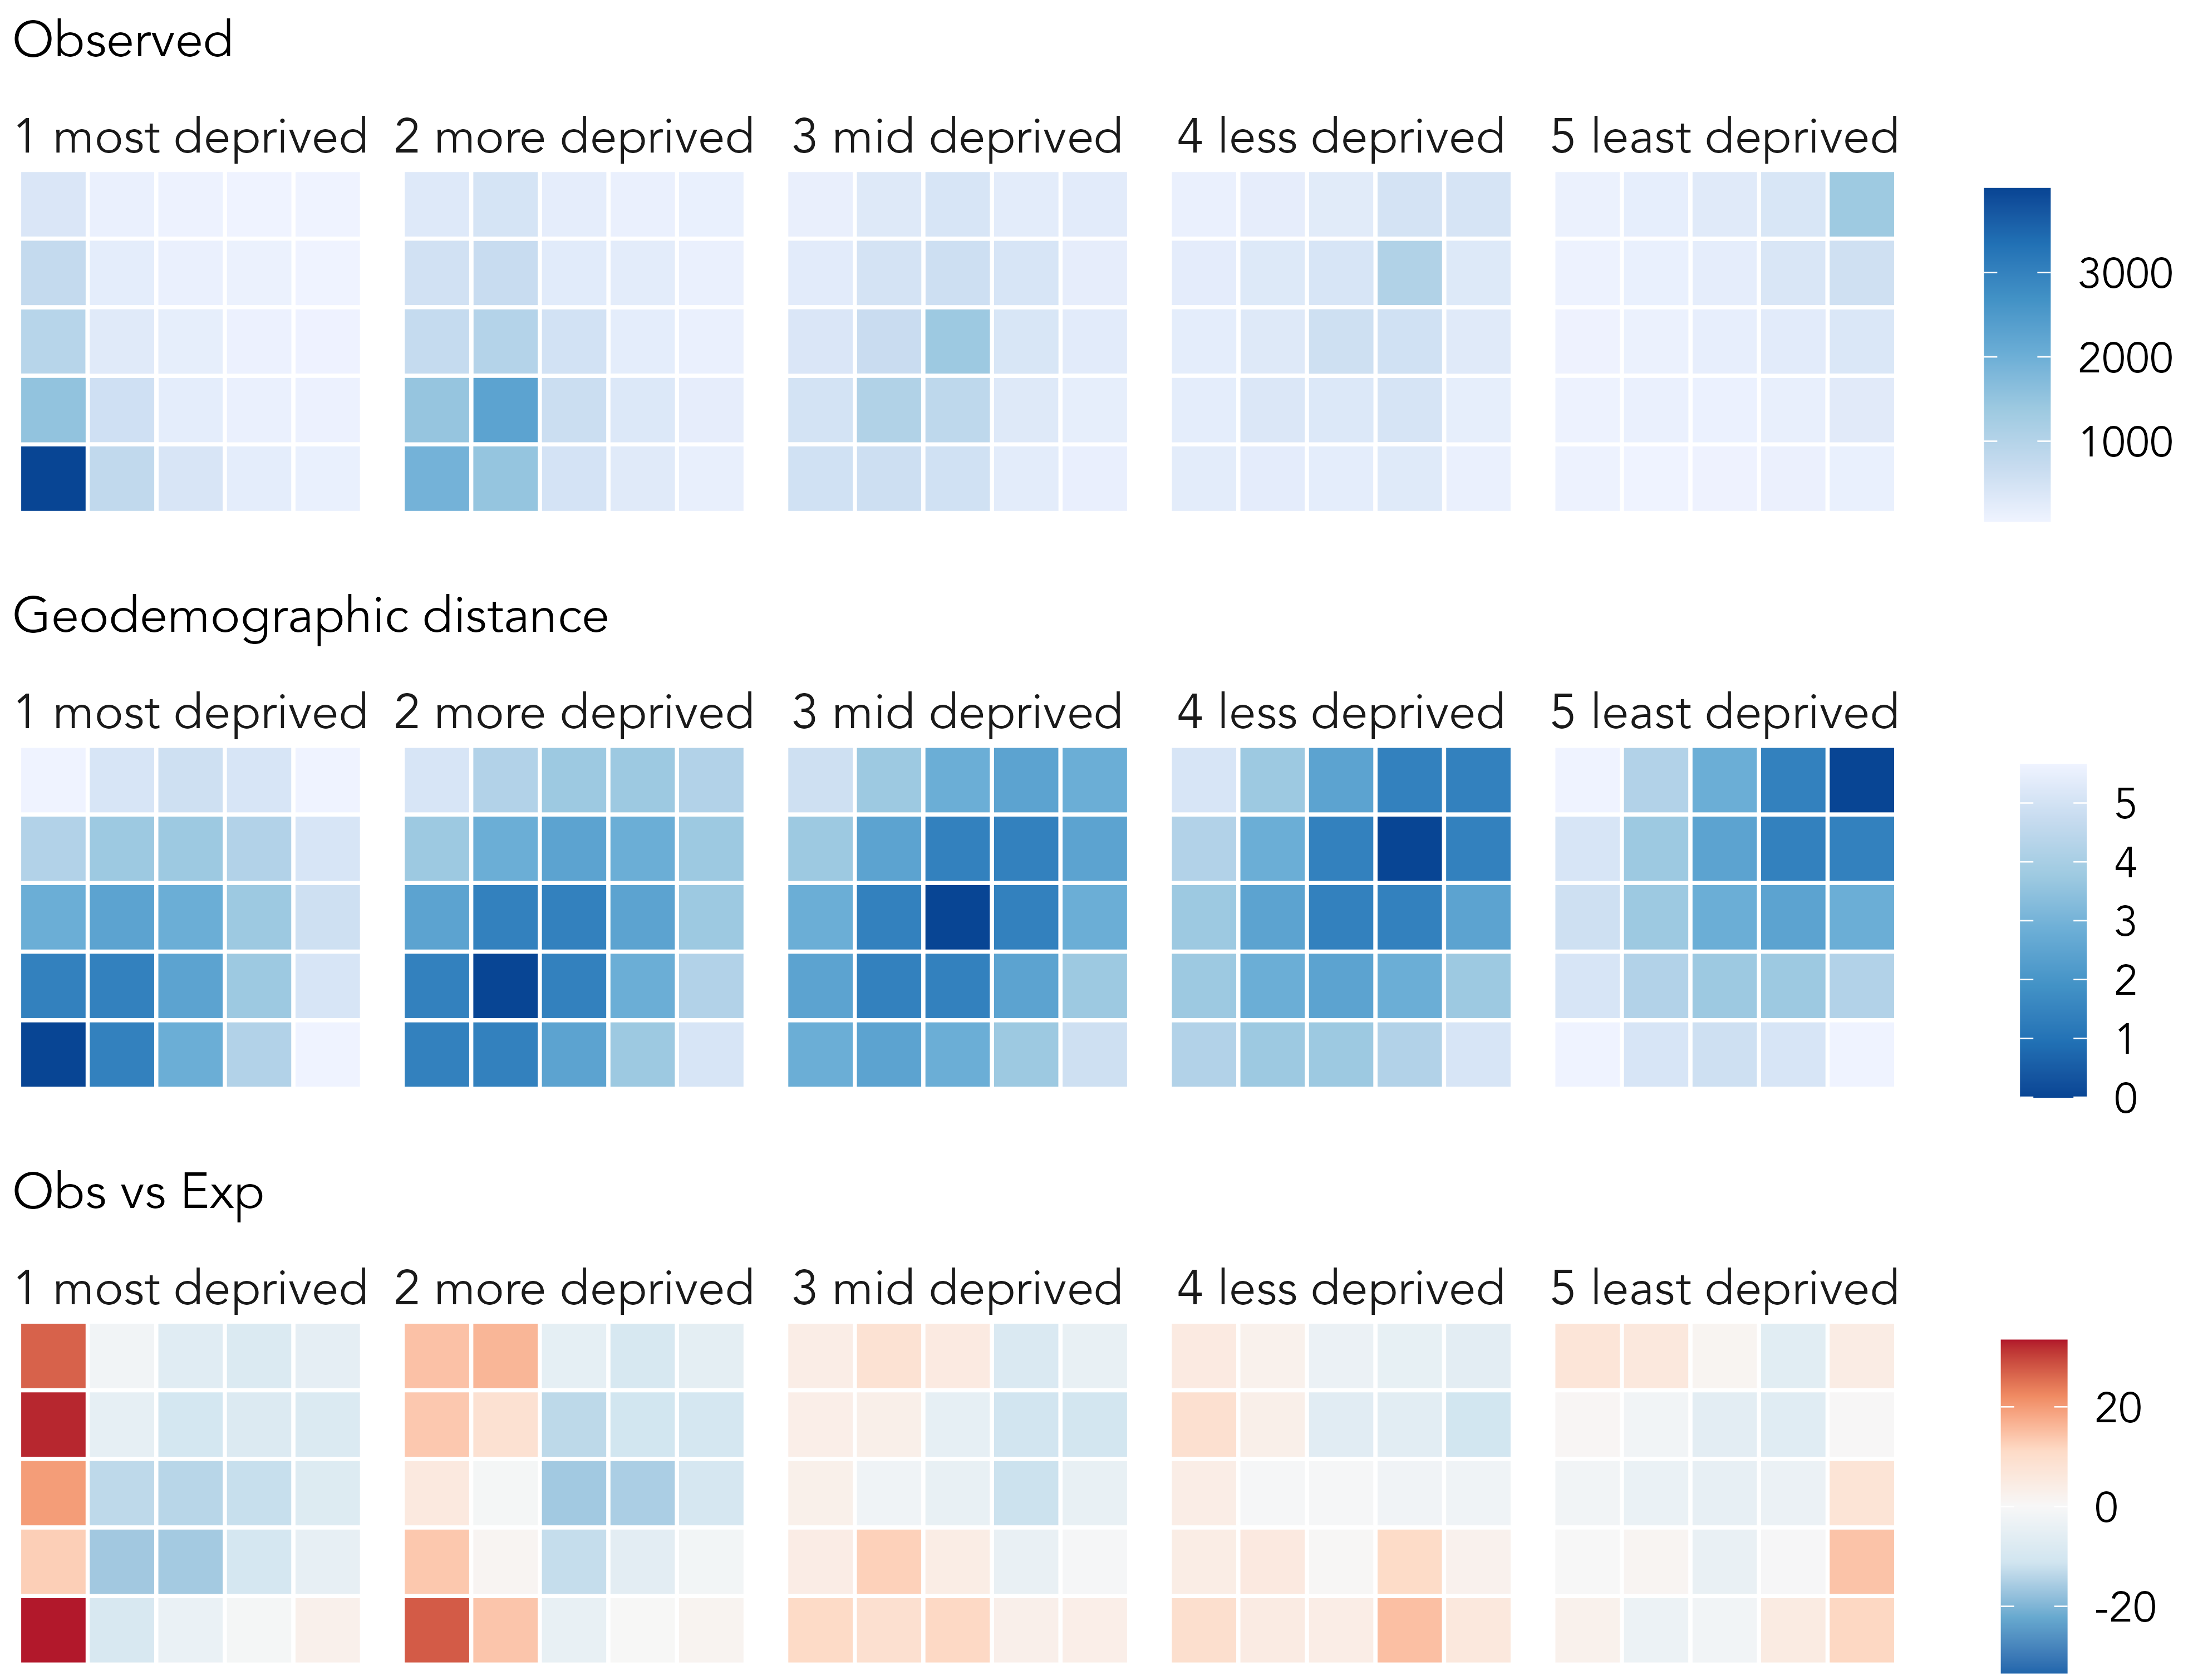 Observed
1 most deprived 2 more deprived 3 mid deprived 4 less deprived 5 least deprived
3000
2000
1000
Geodemographic distance
1 most deprived 2 more deprived 3 mid deprived 4 less deprived 5 least deprived
5
4
3
2
1
0
Obs vs Exp
1 most deprived 2 more deprived 3 mid deprived 4 less deprived 5 least deprived
20
0
-20